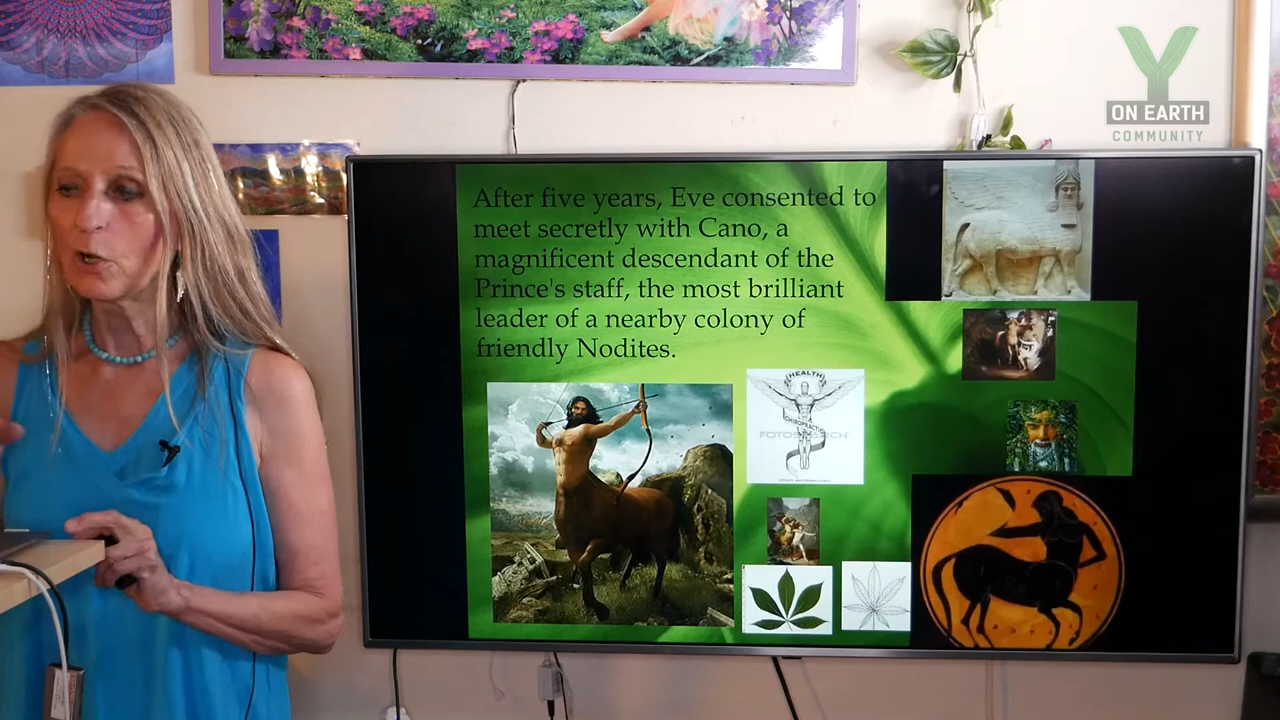 Y
ON EARTH
COMMUNITY
After five years, Eve consented to
meet secretly with Cano, a
magnificent descendant of the
Prince's staff, the most brilliant
leader of a nearby colony of
friendly Nodites.
HEALTH
CHIROPRACTIC